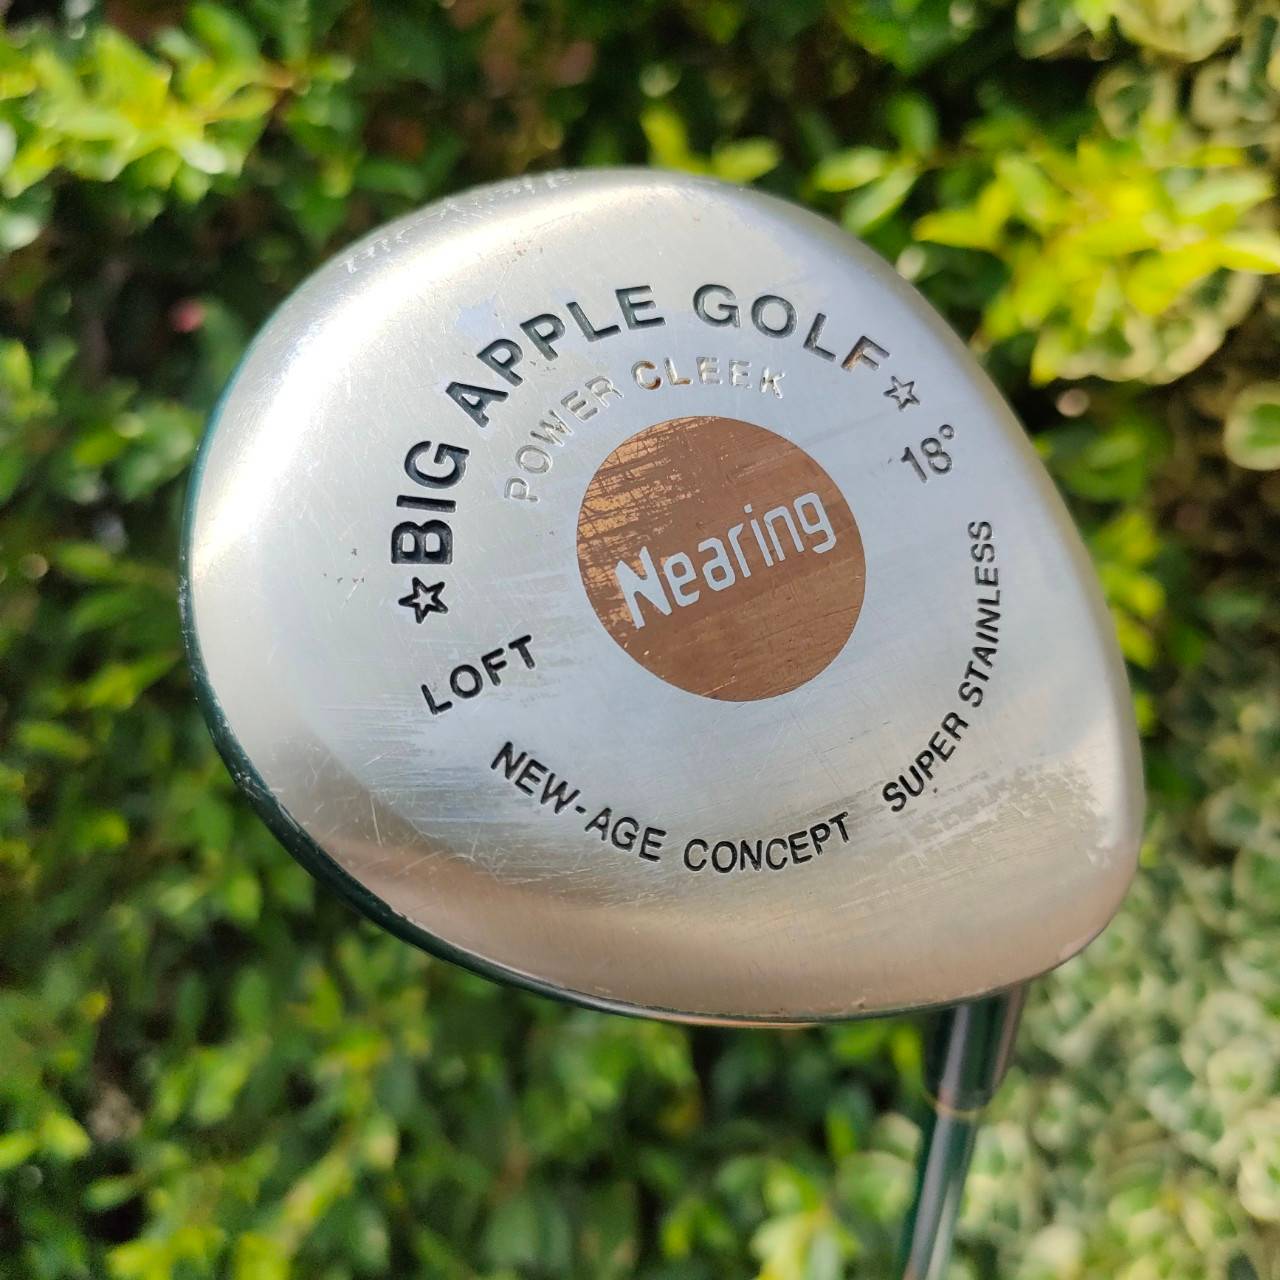 ☆BIG APPLE GOLF☆
POWER CLEEK
Nearing
LOFT 18°
NEW-AGE CONCEPT SUPER STAINLESS